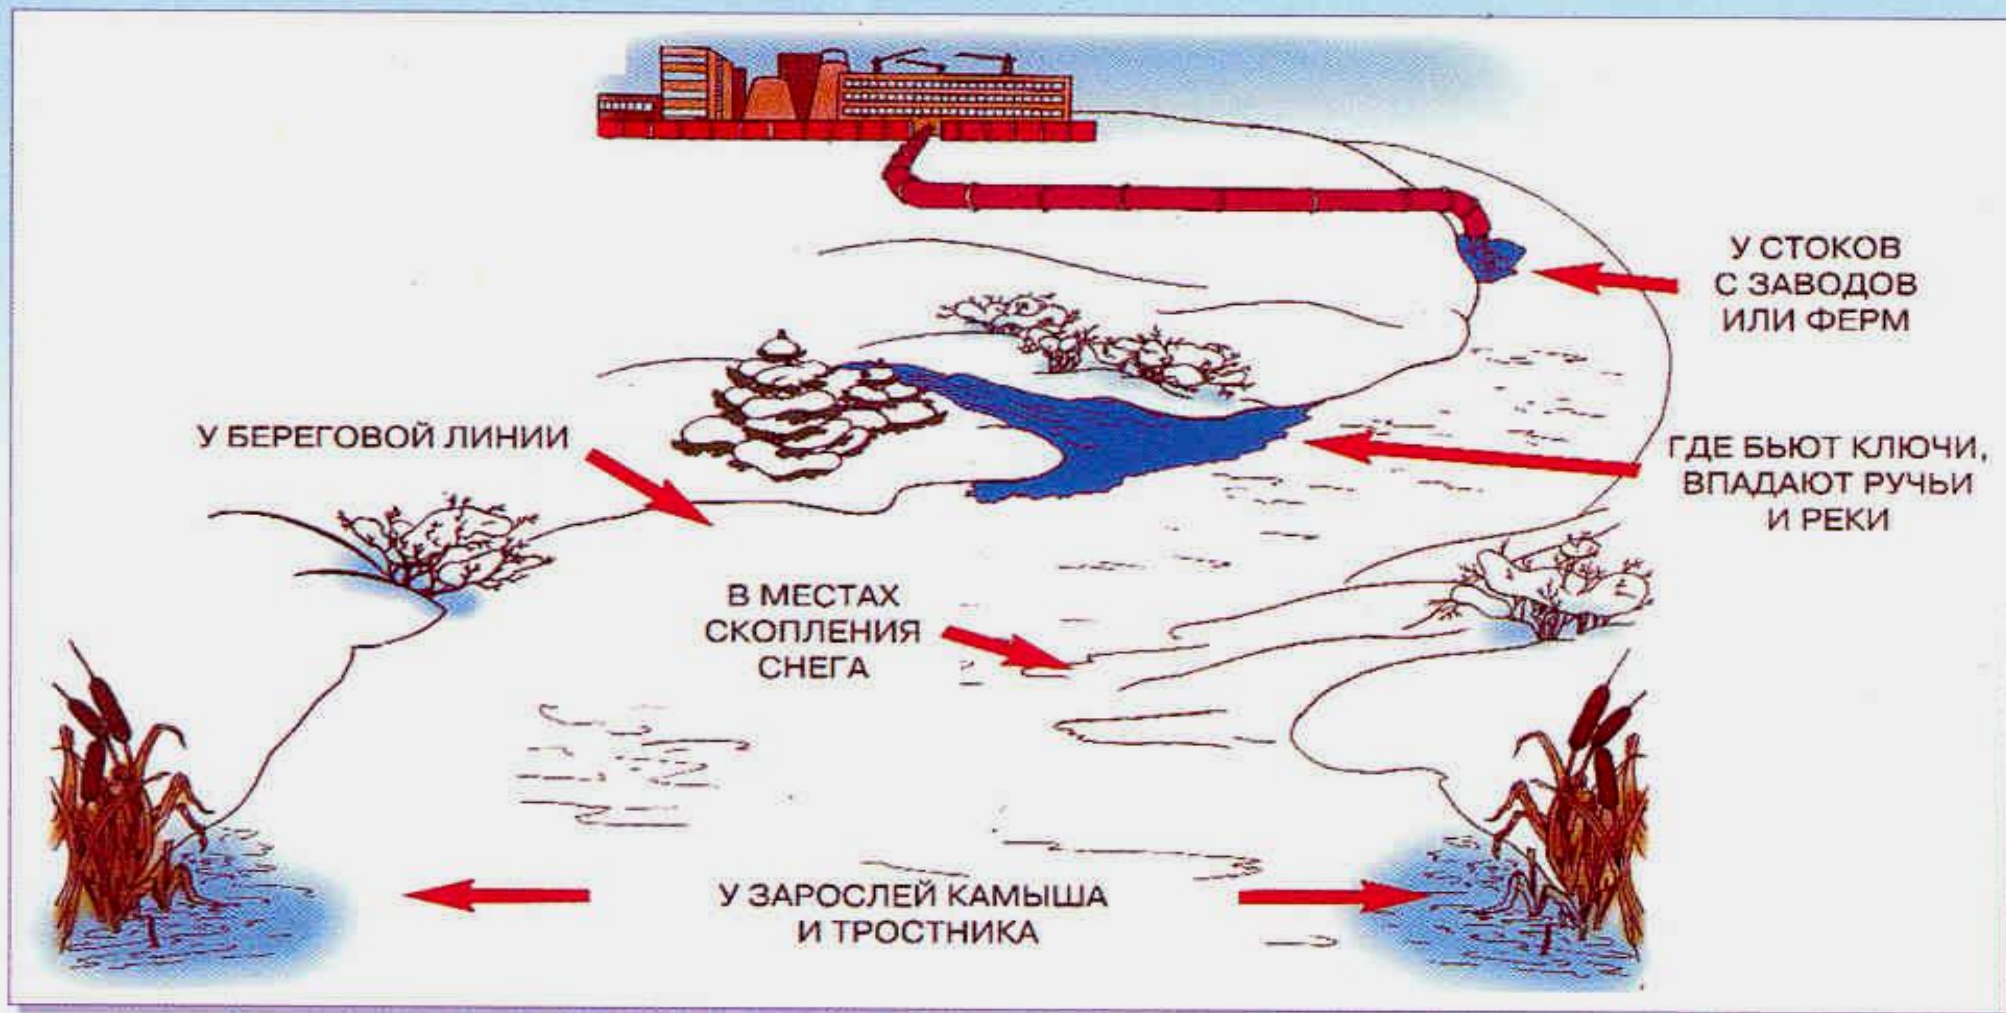 У СТОКОВ
С ЗАВОДОВ
ИЛИ ФЕРМ
У БЕРЕГОВОЙ ЛИНИИ
ГДЕ БЬЮТ КЛЮЧИ,
ВПАДАЮТ РУЧЬИ
И РЕКИ
В МЕСТАХ
СКОПЛЕНИЯ
СНЕГА
У ЗАРОСЛЕЙ КАМЫША
И ТРОСТНИКА